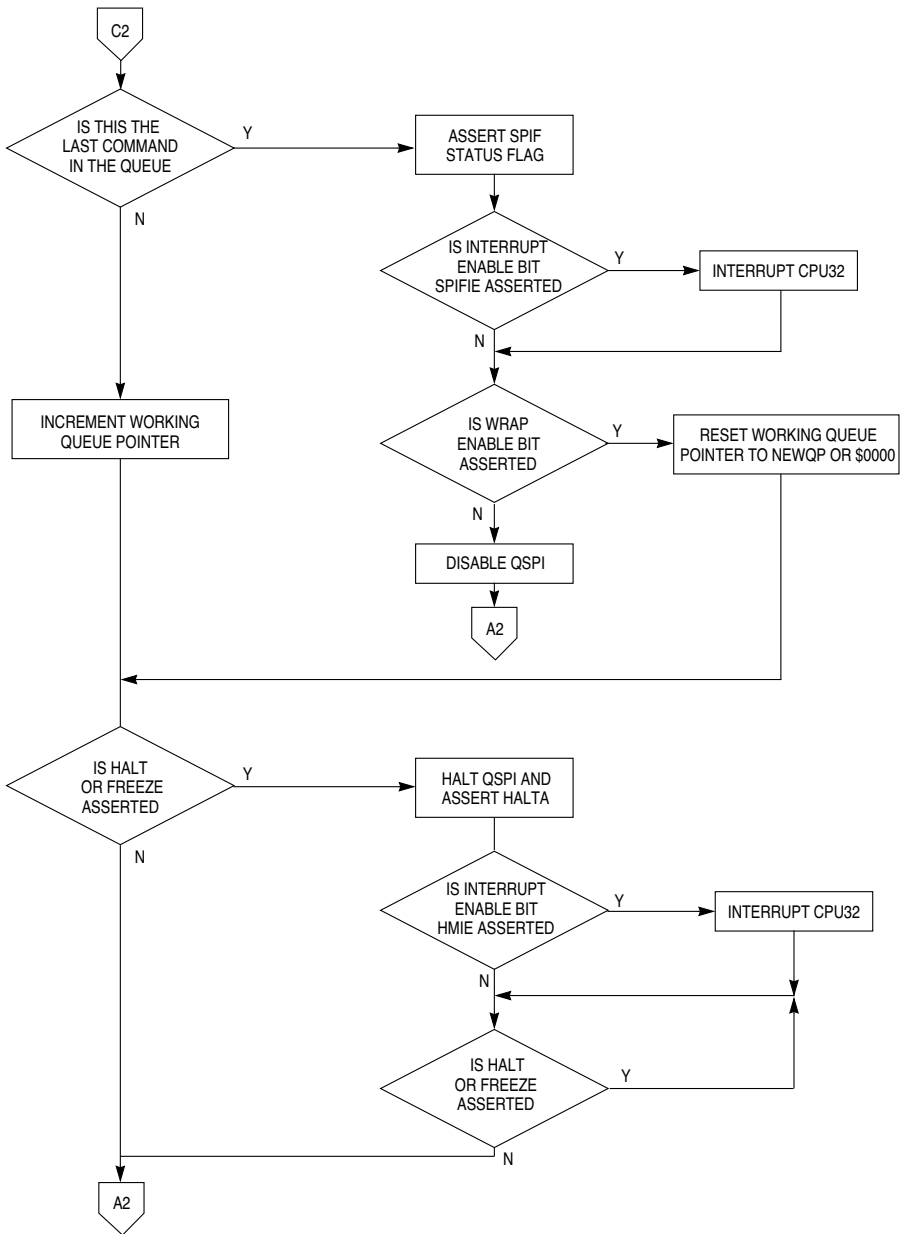 C2
IS THIS THE
LAST COMMAND
IN THE QUEUE
Y
N
ASSERT SPIF
STATUS FLAG
IS INTERRUPT
ENABLE BIT
SPIFIE ASSERTED
Y
INTERRUPT CPU32
N
INCREMENT WORKING
QUEUE POINTER
IS WRAP
ENABLE BIT
ASSERTED
Y
RESET WORKING QUEUE
POINTER TO NEWQP OR $0000
N
DISABLE QSPI
A2
IS HALT
OR FREEZE
ASSERTED
Y
N
HALT QSPI AND
ASSERT HALTA
IS INTERRUPT
ENABLE BIT
HMIE ASSERTED
Y
INTERRUPT CPU32
N
IS HALT
OR FREEZE
ASSERTED
Y
N
A2